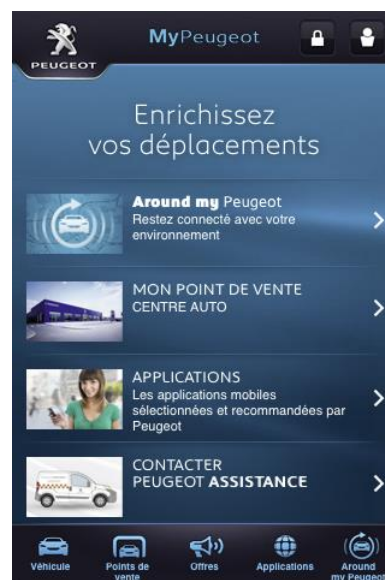 PEUGEOT
MyPeugeot
Enrichissez
vos déplacements
Around my Peugeot
Restez connecté avec votre
environnement
MON POINT DE VENTE
CENTRE AUTO
APPLICATIONS
Les applications mobiles
sélectionnées et recommandées par
Peugeot
CONTACTER
PEUGEOT ASSISTANCE
Véhicule
Points de
vente
Offres
Applications
Around
my Peugeot